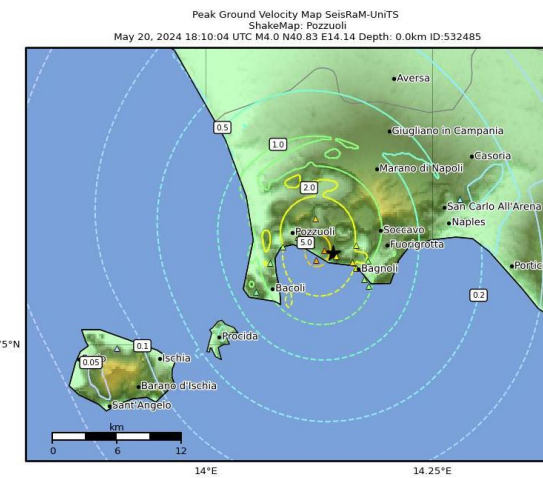 Peak Ground Velocity Map SeisRaM-UniTS
ShakeMap: Pozzuoli
May 20, 2024 18:10:04 UTC M4.0 N40.83 E14.14 Depth: 0.0km ID:532485
Aversa
0.5
Giugliano in Campania
1.0
Casoria
Marano di Napoli
2.0
San Carlo All'Arena
Naples
Pozzuoli
Soccavo
5.0
Fuorigrotta
Bagnoli
Portic
Bacoli
0.2
Procida
75°N
0.1
Ischia
0.05
Barano d'Ischia
Sant'Angelo
km
0 6 12
14°E 14.25°E